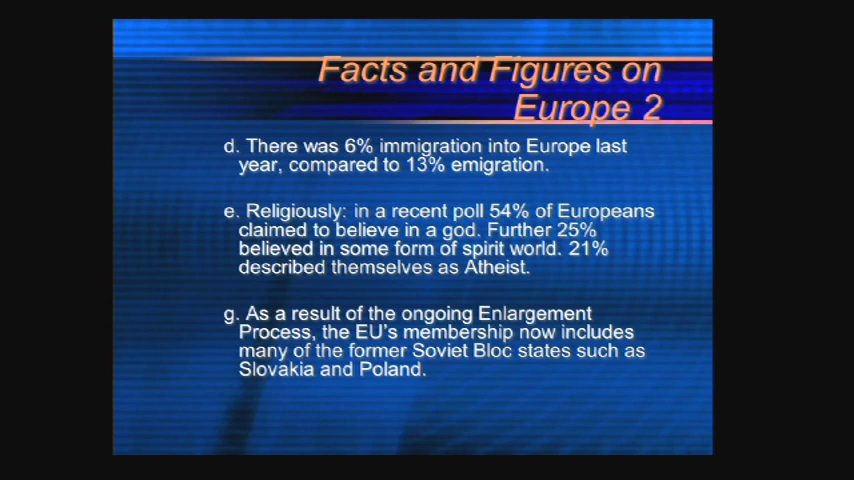 Facts and Figures on
Europe 2
d. There was 6% immigration into Europe last
year, compared to 13% emigration.
e. Religiously: in a recent poll 54% of Europeans
claimed to believe in a god. Further 25%
believed in some form of spirit world. 21%
described themselves as Atheist.
g. As a result of the ongoing Enlargement
Process, the EU's membership now includes
many of the former Soviet Bloc states such as
Slovakia and Poland.